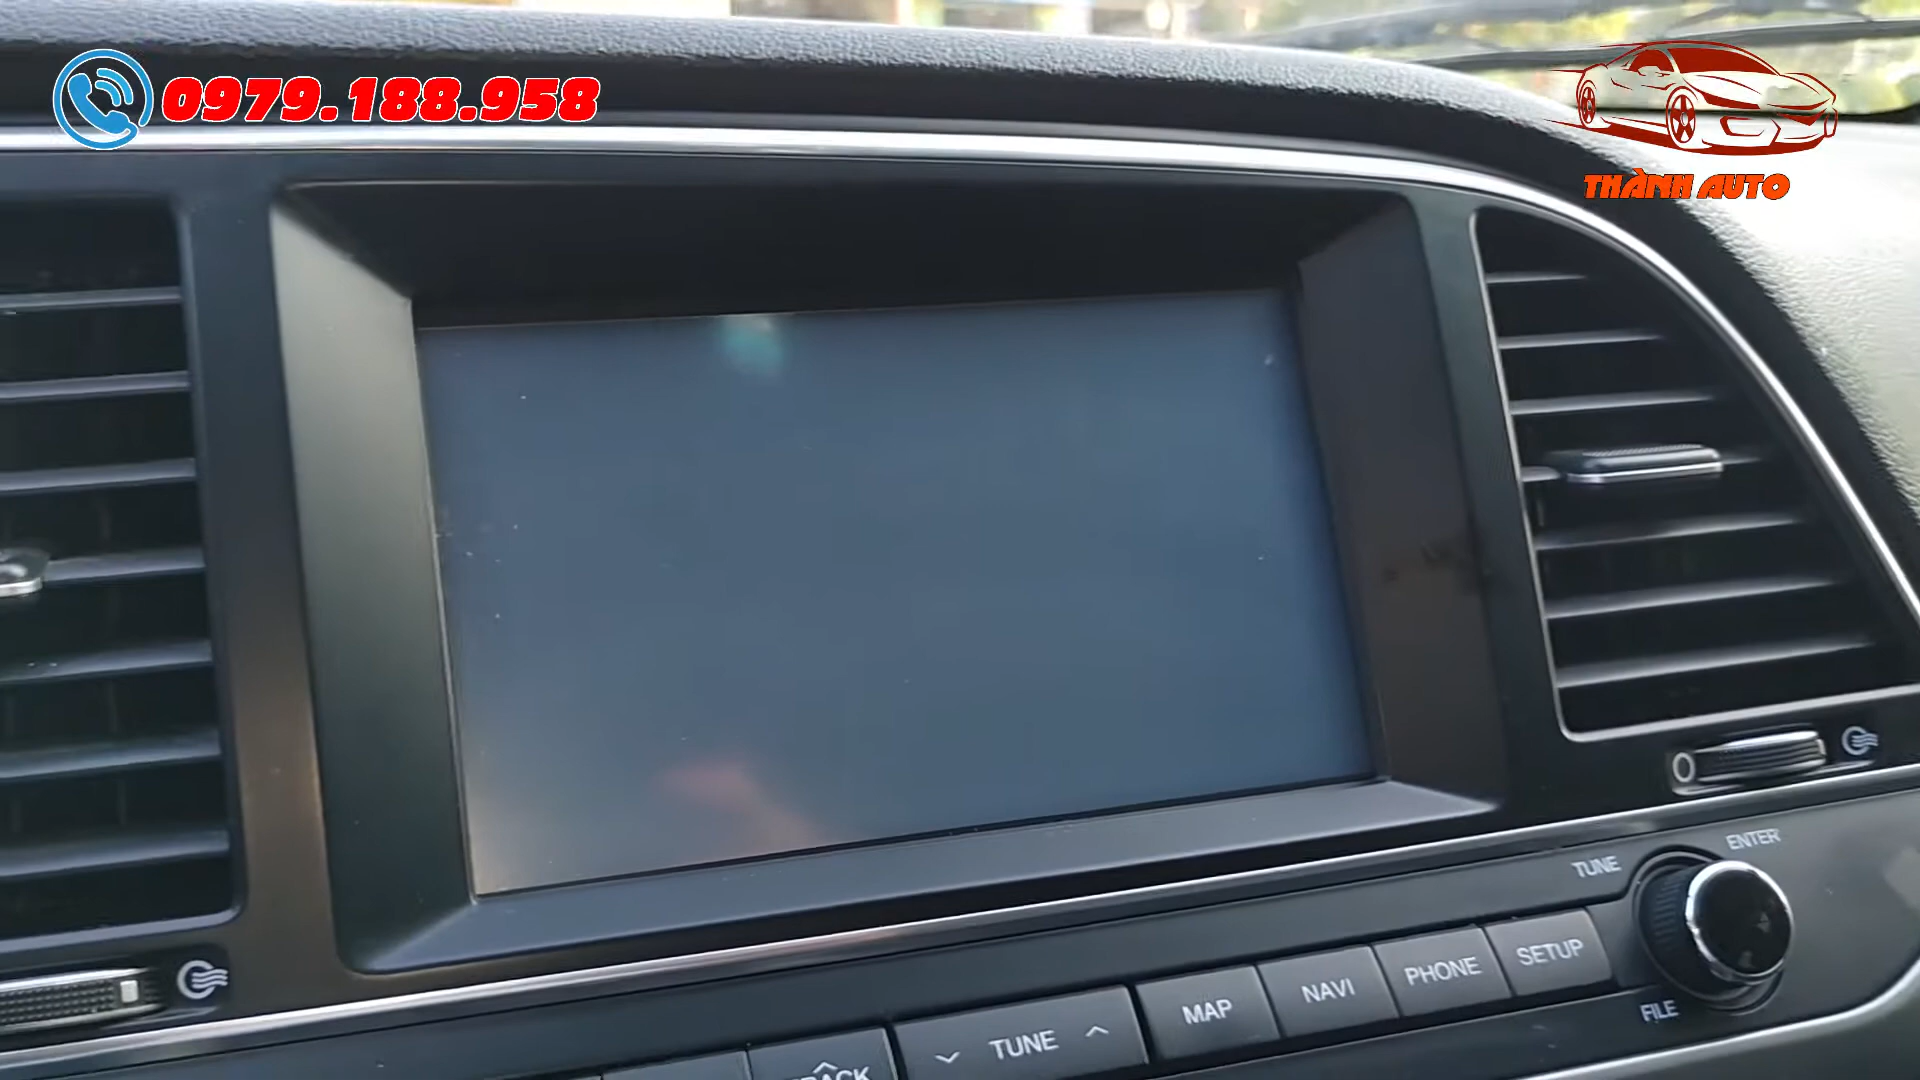 0979.188.958
THÀNH AUTO
ENTER
TUNE
SETUP
PHONE
NAVI
MAP
FILE
TUNE